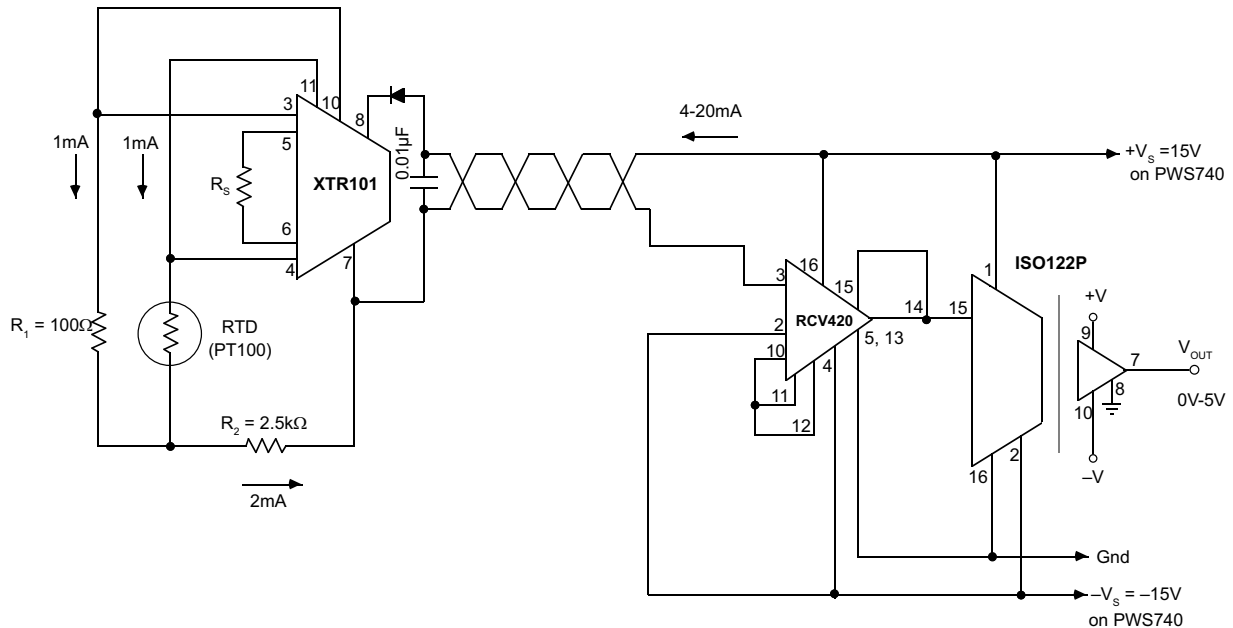 11
10
3
8
4-20mA
1mA
1mA
5
0.01µF
+VS =15V
on PWS740
RS
XTR101
6
4
7
16
3
15
1
ISO122P
R1 = 100Ω
RTD
(PT100)
2
RCV420
14
15
+V
9
10
4
5, 13
7
VOUT
8
0V-5V
11
12
10
R2 = 2.5kΩ
2
16
–V
2mA
Gnd
–VS = –15V
on PWS740